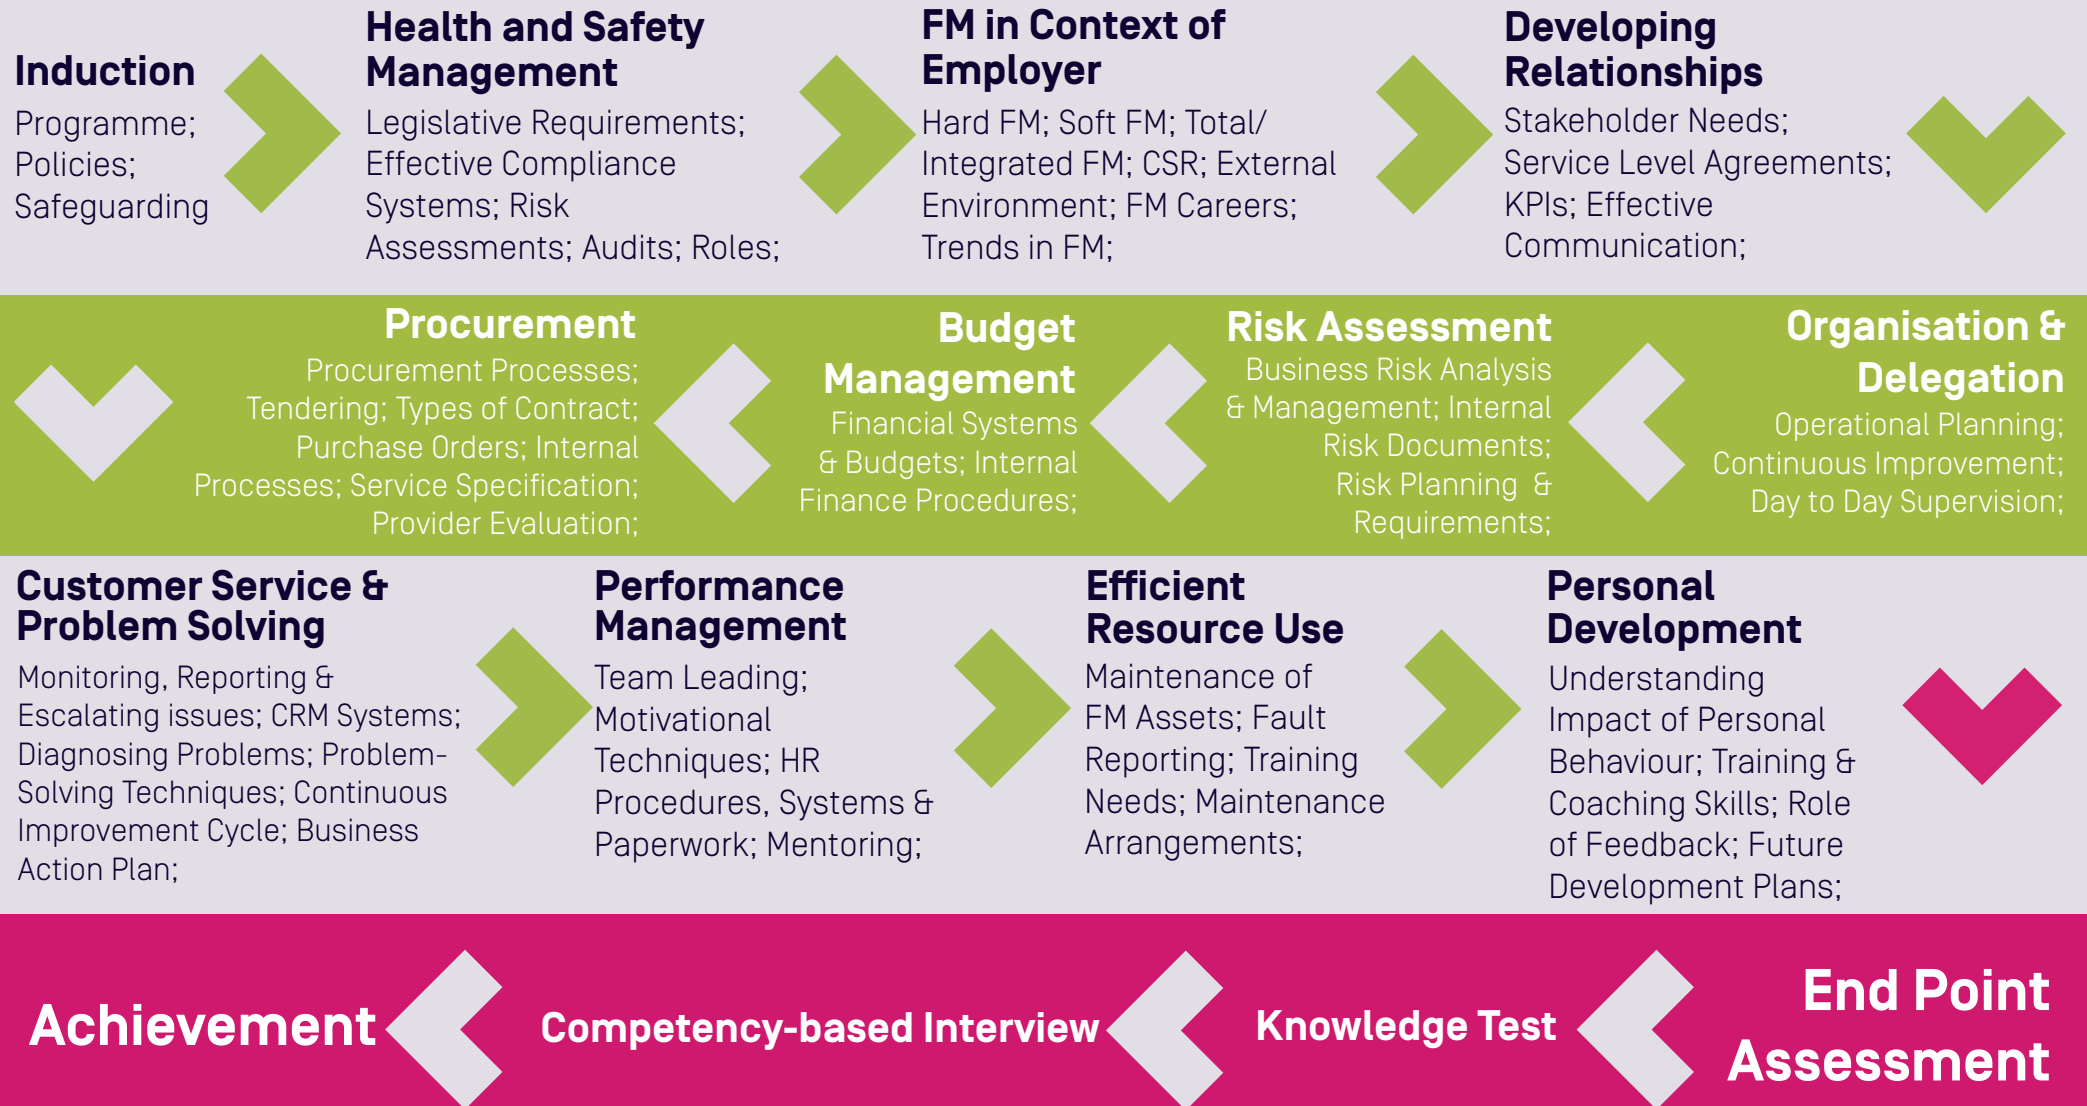 Induction
Programme;
Policies;
Safeguarding
Health and Safety
Management
Legislative Requirements;
Effective Compliance
Systems; Risk
Assessments; Audits; Roles;
FM in Context of
Employer
Hard FM; Soft FM; Total/
Integrated FM; CSR; External
Environment; FM Careers;
Trends in FM;
Developing
Relationships
Stakeholder Needs;
Service Level Agreements;
KPIs; Effective
Communication;
Organisation &
Delegation
Operational Planning;
Continuous Improvement;
Day to Day Supervision;
Risk Assessment
Business Risk Analysis
& Management; Internal
Risk Documents;
Risk Planning &
Requirements;
Budget
Management
Financial Systems
& Budgets; Internal
Finance Procedures;
Procurement
Procurement Processes;
Tendering; Types of Contract;
Purchase Orders; Internal
Processes; Service Specification;
Provider Evaluation;
Customer Service &
Problem Solving
Monitoring, Reporting &
Escalating issues; CRM Systems;
Diagnosing Problems; Problem-
Solving Techniques; Continuous
Improvement Cycle; Business
Action Plan;
Performance
Management
Team Leading;
Motivational
Techniques; HR
Procedures, Systems &
Paperwork; Mentoring;
Efficient
Resource Use
Maintenance of
FM Assets; Fault
Reporting; Training
Needs; Maintenance
Arrangements;
Personal
Development
Understanding
Impact of Personal
Behaviour; Training &
Coaching Skills; Role
of Feedback; Future
Development Plans;
End Point
Assessment
Knowledge Test
Competency-based Interview
Achievement